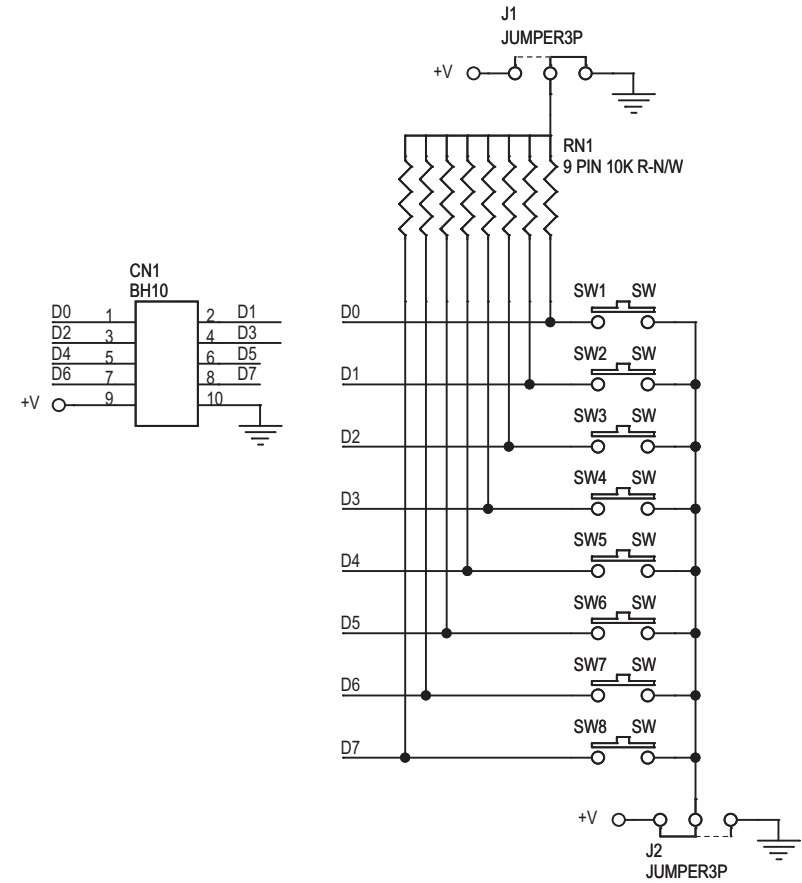 J1
JUMPER3P
+V
RN1
9 PIN 10K R-N/W
CN1
BH10
D0 1 2 D1
D2 3 4 D3
D4 5 6 D5
D6 7 8 D7
+V 9 10
D0 SW1 SW
D1 SW2 SW
D2 SW3 SW
D3 SW4 SW
D4 SW5 SW
D5 SW6 SW
D6 SW7 SW
D7 SW8 SW
+V
J2
JUMPER3P